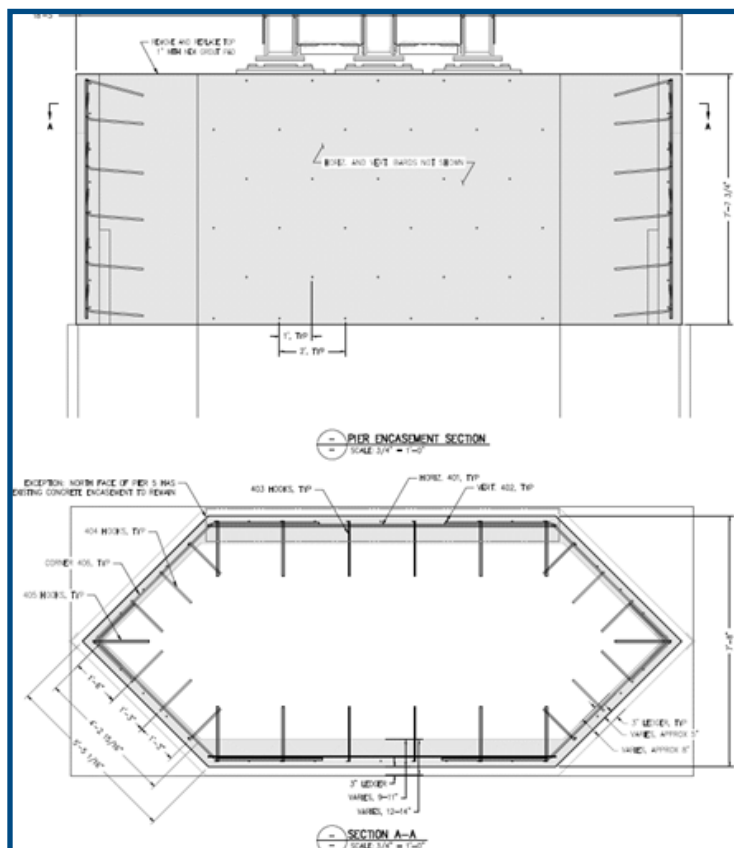 REMOVE AND REPLACE TOP
1" WITH NEW GROUT PAD
A
A
HORIZ. AND VERT. BARDS NOT SHOWN
7'-7 3/4"
1', TYP
2', TYP
PIER ENCASEMENT SECTION
SCALE: 3/4" = 1'-0"
EXCEPTION: NORTH FACE OF PIER 5 HAS
EXISTING CONCRETE ENCASEMENT TO REMAIN
403 HOOKS, TYP
HORIZ. 401, TYP
VERT. 402, TYP
404 HOOKS, TYP
CORNER 406, TYP
405 HOOKS, TYP
1'-6"
1'-3"
1'-3"
6'-2 15/16"
5'-5 1/16"
7'-8"
3" LEDGER, TYP
VARIES, APPROX 5"
VARIES, APPROX 8"
3" LEDGER
VARIES, 9-11"
VARIES, 12-14"
SECTION A-A
SCALE: 3/4" = 1'-0"